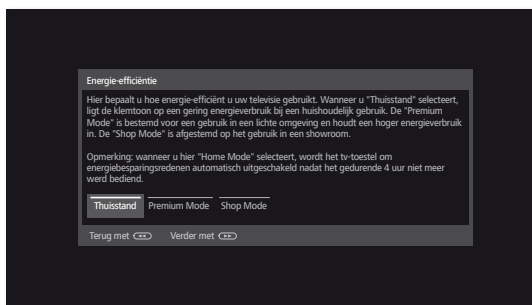 Energie-efficiëntie
Hier bepaalt u hoe energie-efficiënt u uw televisie gebruikt. Wanneer u "Thuisstand" selecteert,
ligt de klemtoon op een gering energieverbruik bij een huishoudelijk gebruik. De "Premium
Mode" is bestemd voor een gebruik in een lichte omgeving en houdt een hoger energieverbruik
in. De "Shop Mode" is afgestemd op het gebruik in een showroom.
Opmerking: wanneer u hier "Home Mode" selecteert, wordt het tv-toestel om
energiebesparingsredenen automatisch uitgeschakeld nadat het gedurende 4 uur niet meer
werd bediend.
Thuisstand Premium Mode Shop Mode
Terug met Verder met